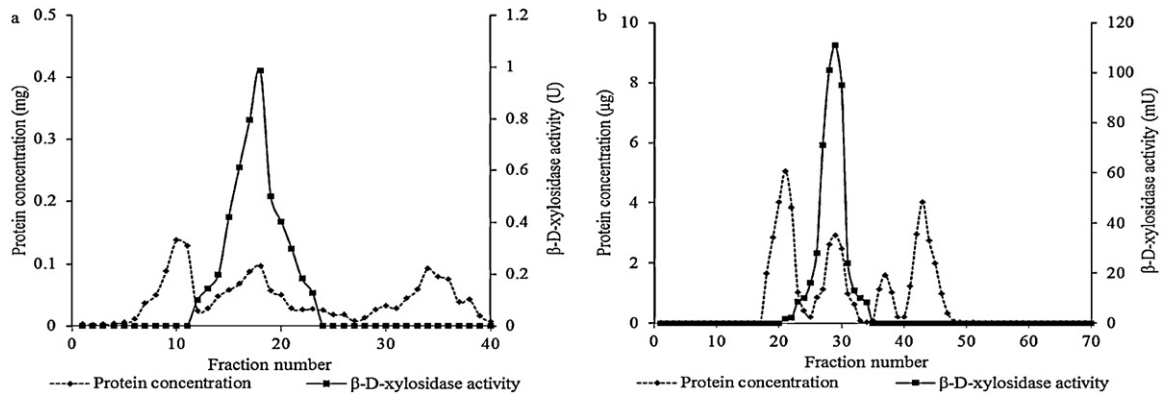 a
0.5
0.4
0.3
0.2
0.1
0
Protein concentration (mg)
1.2
1
0.8
0.6
0.4
0.2
0
β-D-xylosidase activity (U)
0 10 20 30 40
Fraction number
Protein concentration β-D-xylosidase activity
b
10
8
6
4
2
0
Protein concentration (µg)
120
100
80
60
40
20
0
β-D-xylosidase activity (mU)
0 10 20 30 40 50 60 70
Fraction number
Protein concentration β-D-xylosidase activity